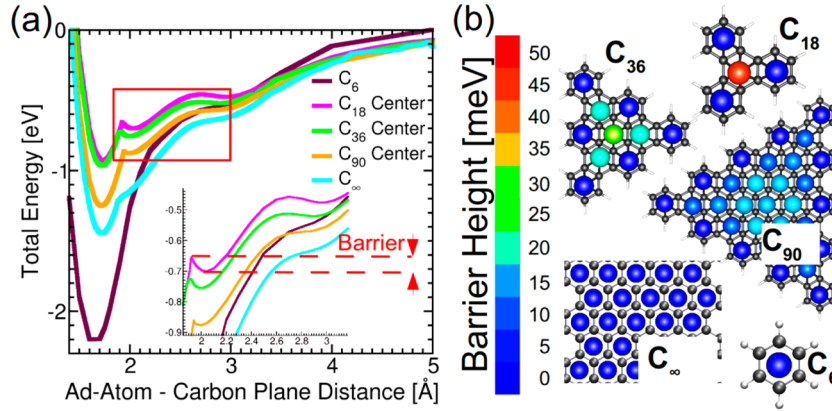 (a)
0
-1
-2
Total Energy [eV]
2
3
4
5
Ad-Atom - Carbon Plane Distance [Å]
C₆
C₁₈ Center
C₃₆ Center
C₉₀ Center
C∞
-0.5
-0.6
-0.7
-0.8
-0.9
2
2.2
2.4
2.6
2.8
3
Barrier
(b)
Barrier Height [meV]
50
45
40
35
30
25
20
15
10
5
0
C₃₆
C₁₈
C₉₀
C∞
C₆